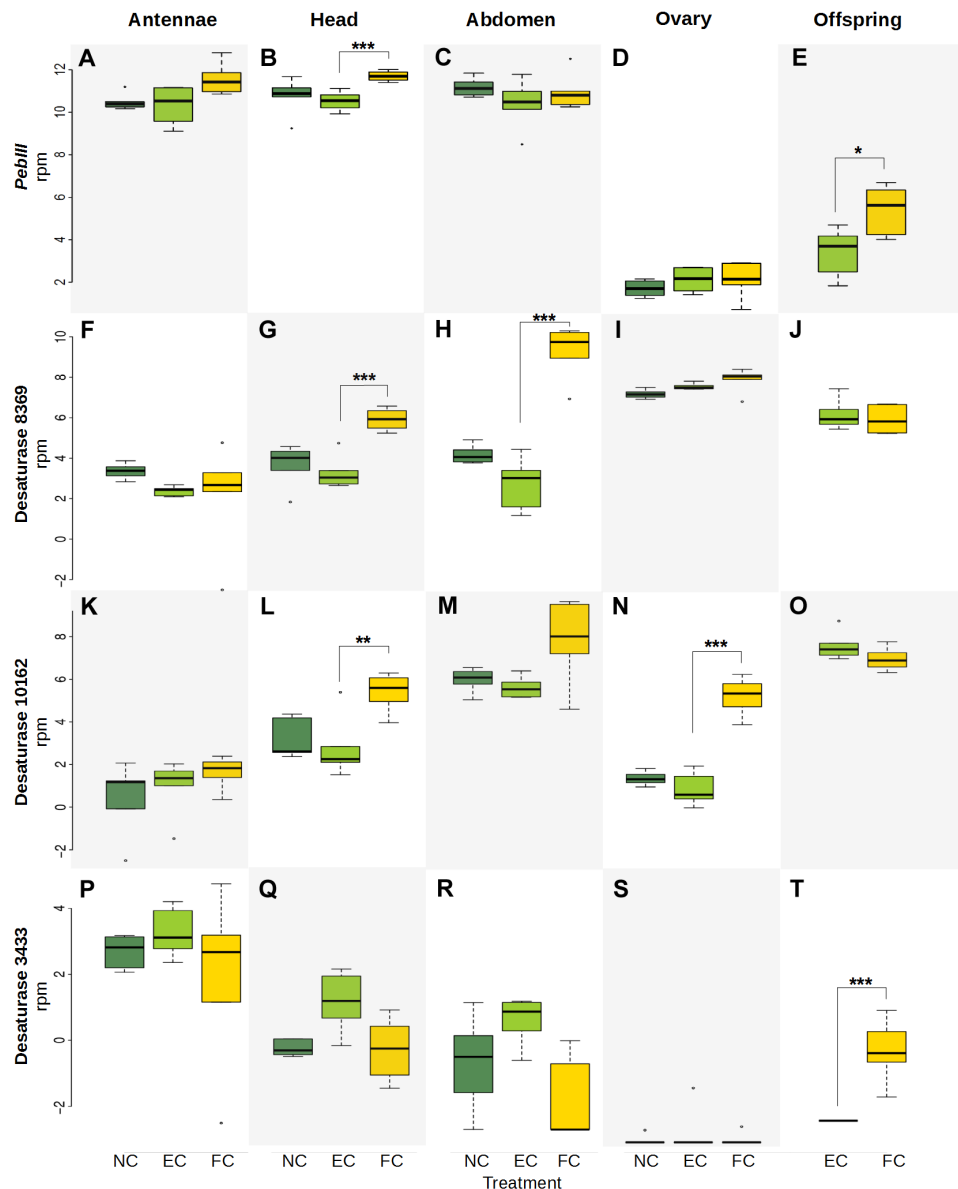 Antennae Head Abdomen Ovary Offspring
A B C D E
*** *
PebIII
rpm
2 4 6 8 10 12
F G H I J
*** ***
Desaturase 8369
rpm
−2 0 2 4 6 8 10
K L M N O
** ***
Desaturase 10162
rpm
−2 0 2 4 6 8
P Q R S T
***
Desaturase 3433
rpm
−2 0 2 4
NC EC FC NC EC FC NC EC FC NC EC FC EC FC
Treatment